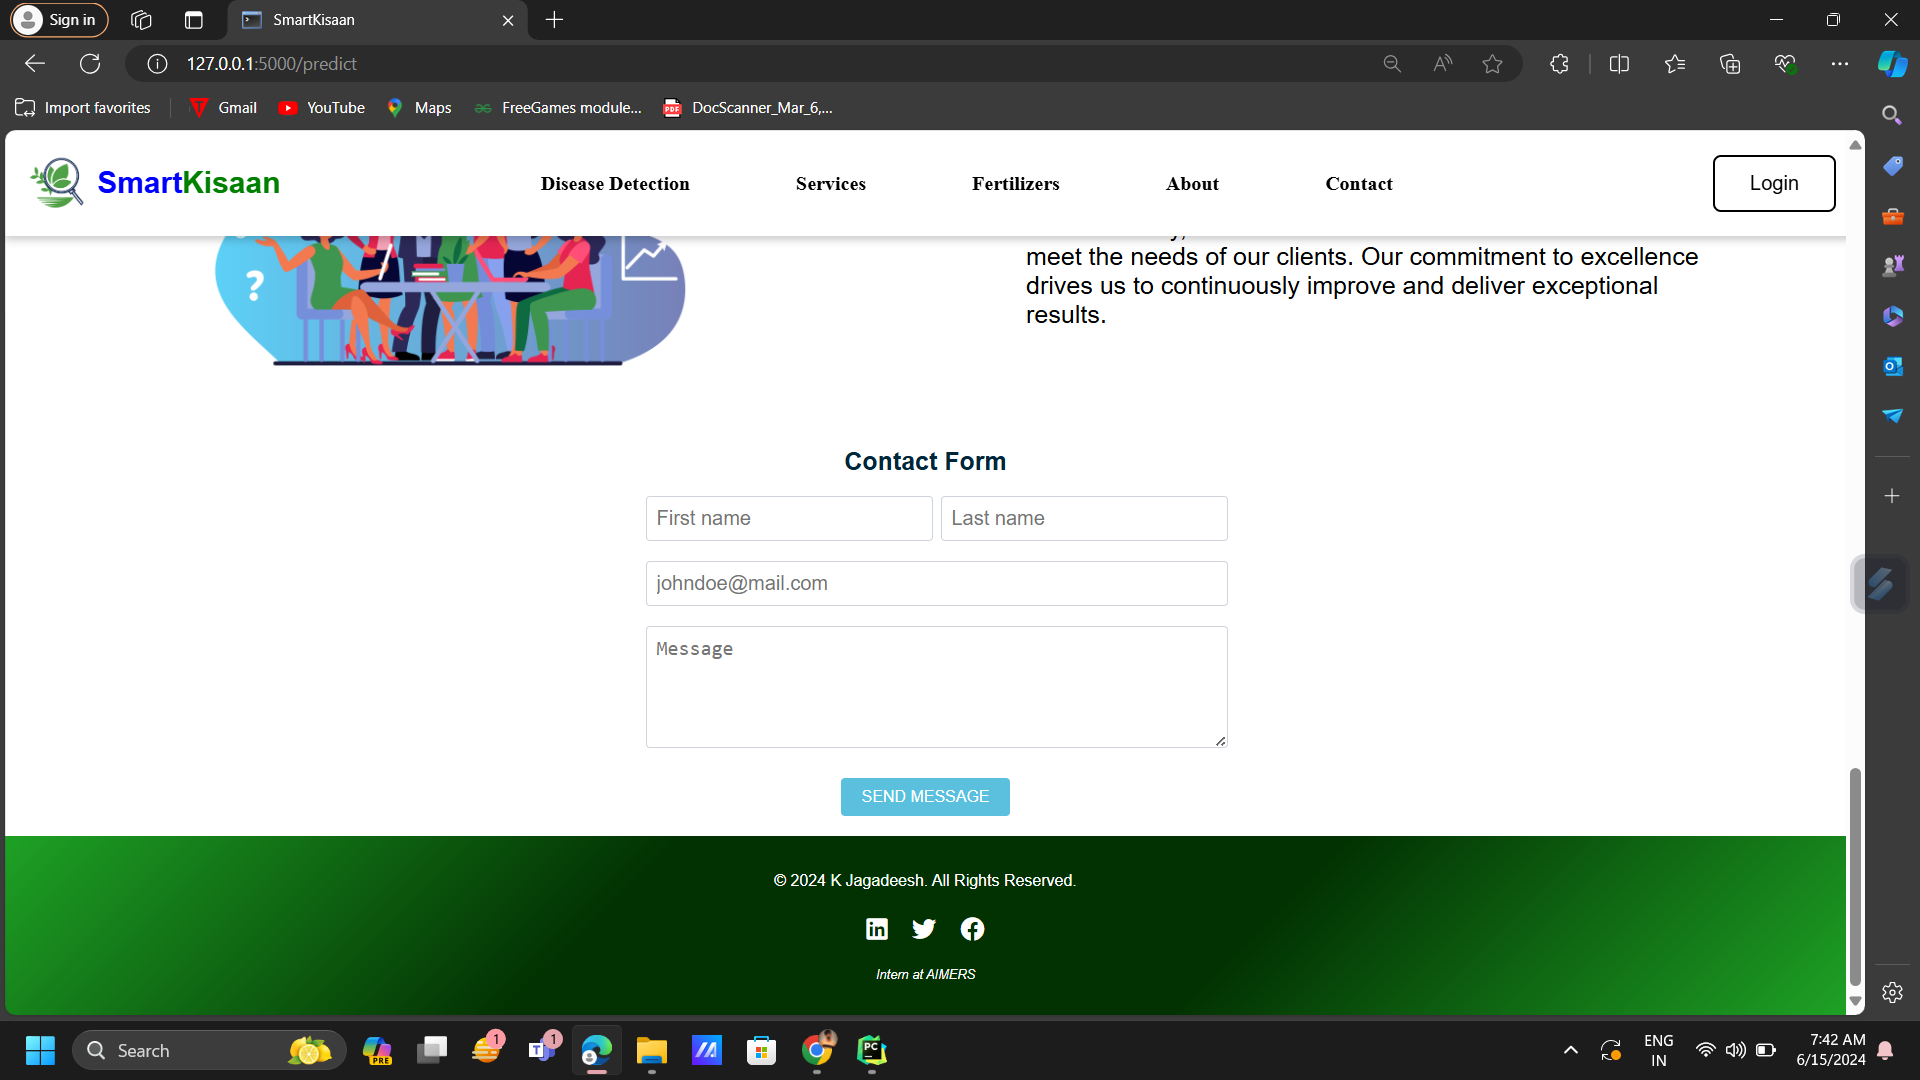 Sign in
SmartKisaan
127.0.0.1:5000/predict
Import favorites
Gmail
YouTube
Maps
FreeGames module...
DocScanner_Mar_6,...
SmartKisaan
Disease Detection
Services
Fertilizers
About
Contact
Login
?
meet the needs of our clients. Our commitment to excellence
drives us to continuously improve and deliver exceptional
results.
Contact Form
First name
Last name
johndoe@mail.com
Message
SEND MESSAGE
© 2024 K Jagadeesh. All Rights Reserved.
Intern at AIMERS
Search
PRE
1
1
ENG
IN
7:42 AM
6/15/2024